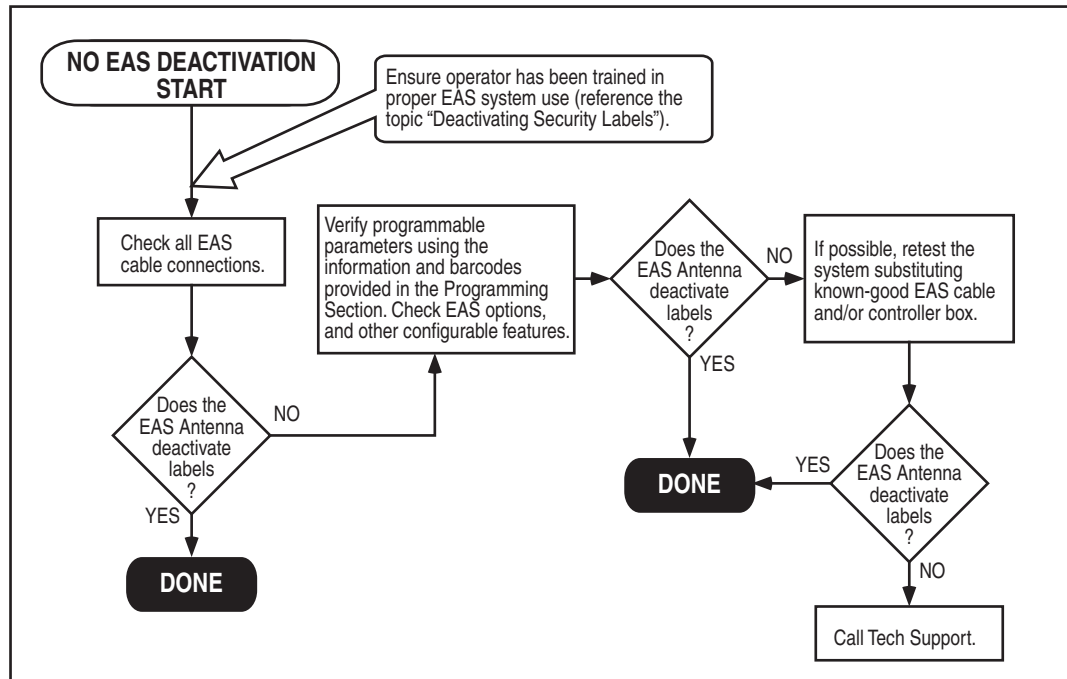 NO EAS DEACTIVATION
START
Ensure operator has been trained in
proper EAS system use (reference the
topic “Deactivating Security Labels”).
Check all EAS
cable connections.
Does the
EAS Antenna
deactivate
labels
?
NO
YES
DONE
Verify programmable
parameters using the
information and barcodes
provided in the Programming
Section. Check EAS options,
and other configurable features.
Does the
EAS Antenna
deactivate
labels
?
NO
YES
DONE
If possible, retest the
system substituting
known-good EAS cable
and/or controller box.
Does the
EAS Antenna
deactivate
labels
?
YES
NO
Call Tech Support.